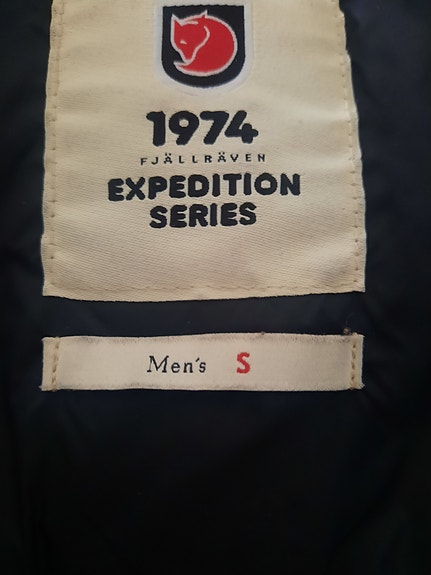 1974
FJÄLLRÄVEN
EXPEDITION
SERIES
Men's S